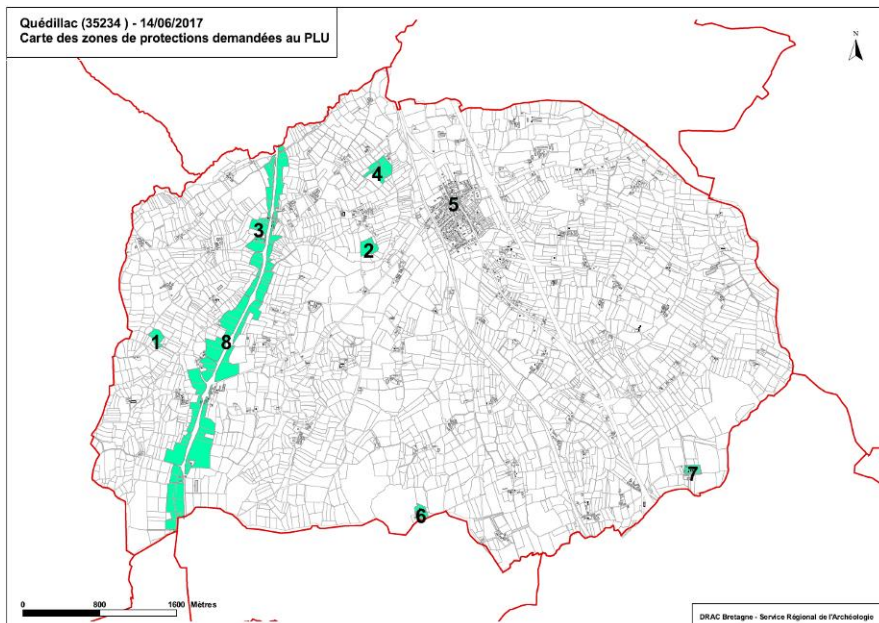 Quédillac (35234 ) - 14/06/2017
Carte des zones de protections demandées au PLU
N
4
5
3
2
1
8
7
6
0 800 1600 Mètres
DRAC Bretagne - Service Régional de l'Archéologie